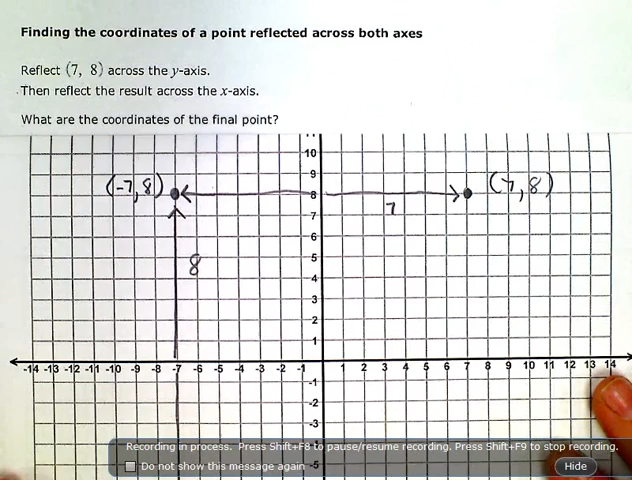 Finding the coordinates of a point reflected across both axes
Reflect (7, 8) across the y-axis.
Then reflect the result across the x-axis.
What are the coordinates of the final point?
11
10
9
(-7,8) 8 (7,8)
7 7
6
8 5
4
3
2
1
-14 -13 -12 -11 -10 -9 -8 -7 -6 -5 -4 -3 -2 -1 1 2 3 4 5 6 7 8 9 10 11 12 13 14
-1
-2
-3
-4
Recording in process. Press Shift+F8 to pause/resume recording. Press Shift+F9 to stop recording.
Do not show this message again -5 Hide